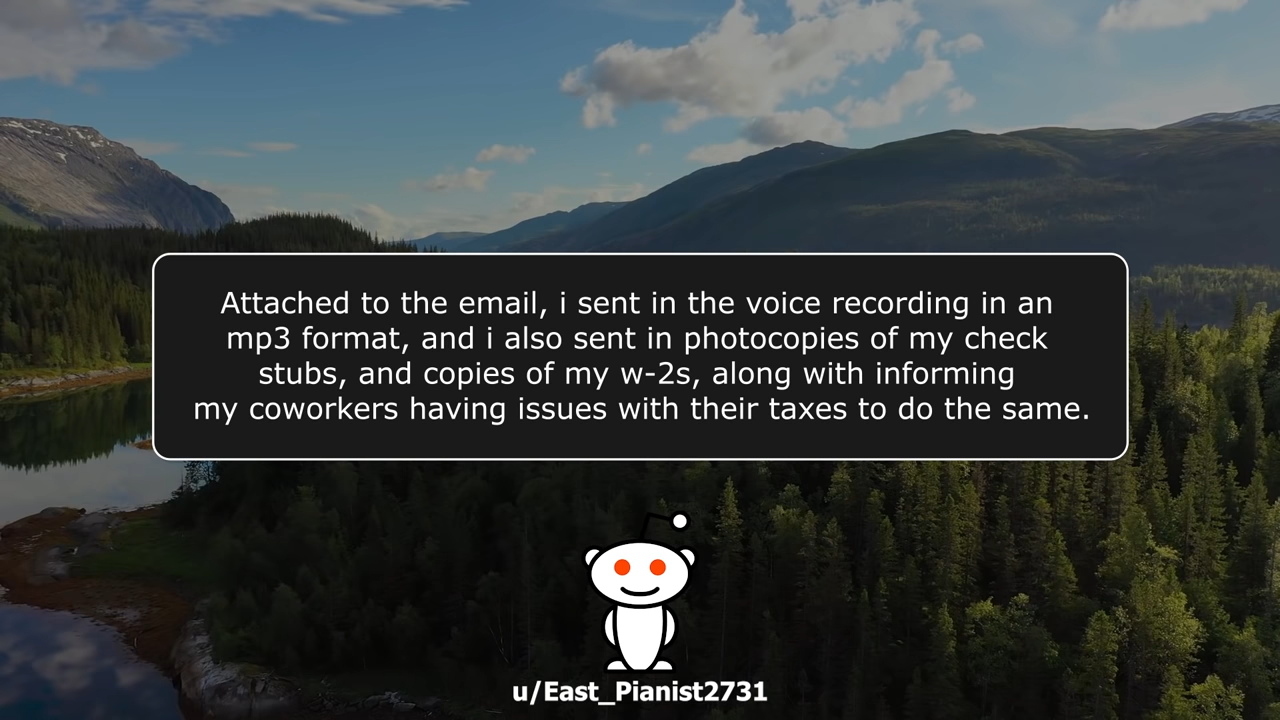 Attached to the email, i sent in the voice recording in an
mp3 format, and i also sent in photocopies of my check
stubs, and copies of my w-2s, along with informing
my coworkers having issues with their taxes to do the same.
u/East_Pianist2731